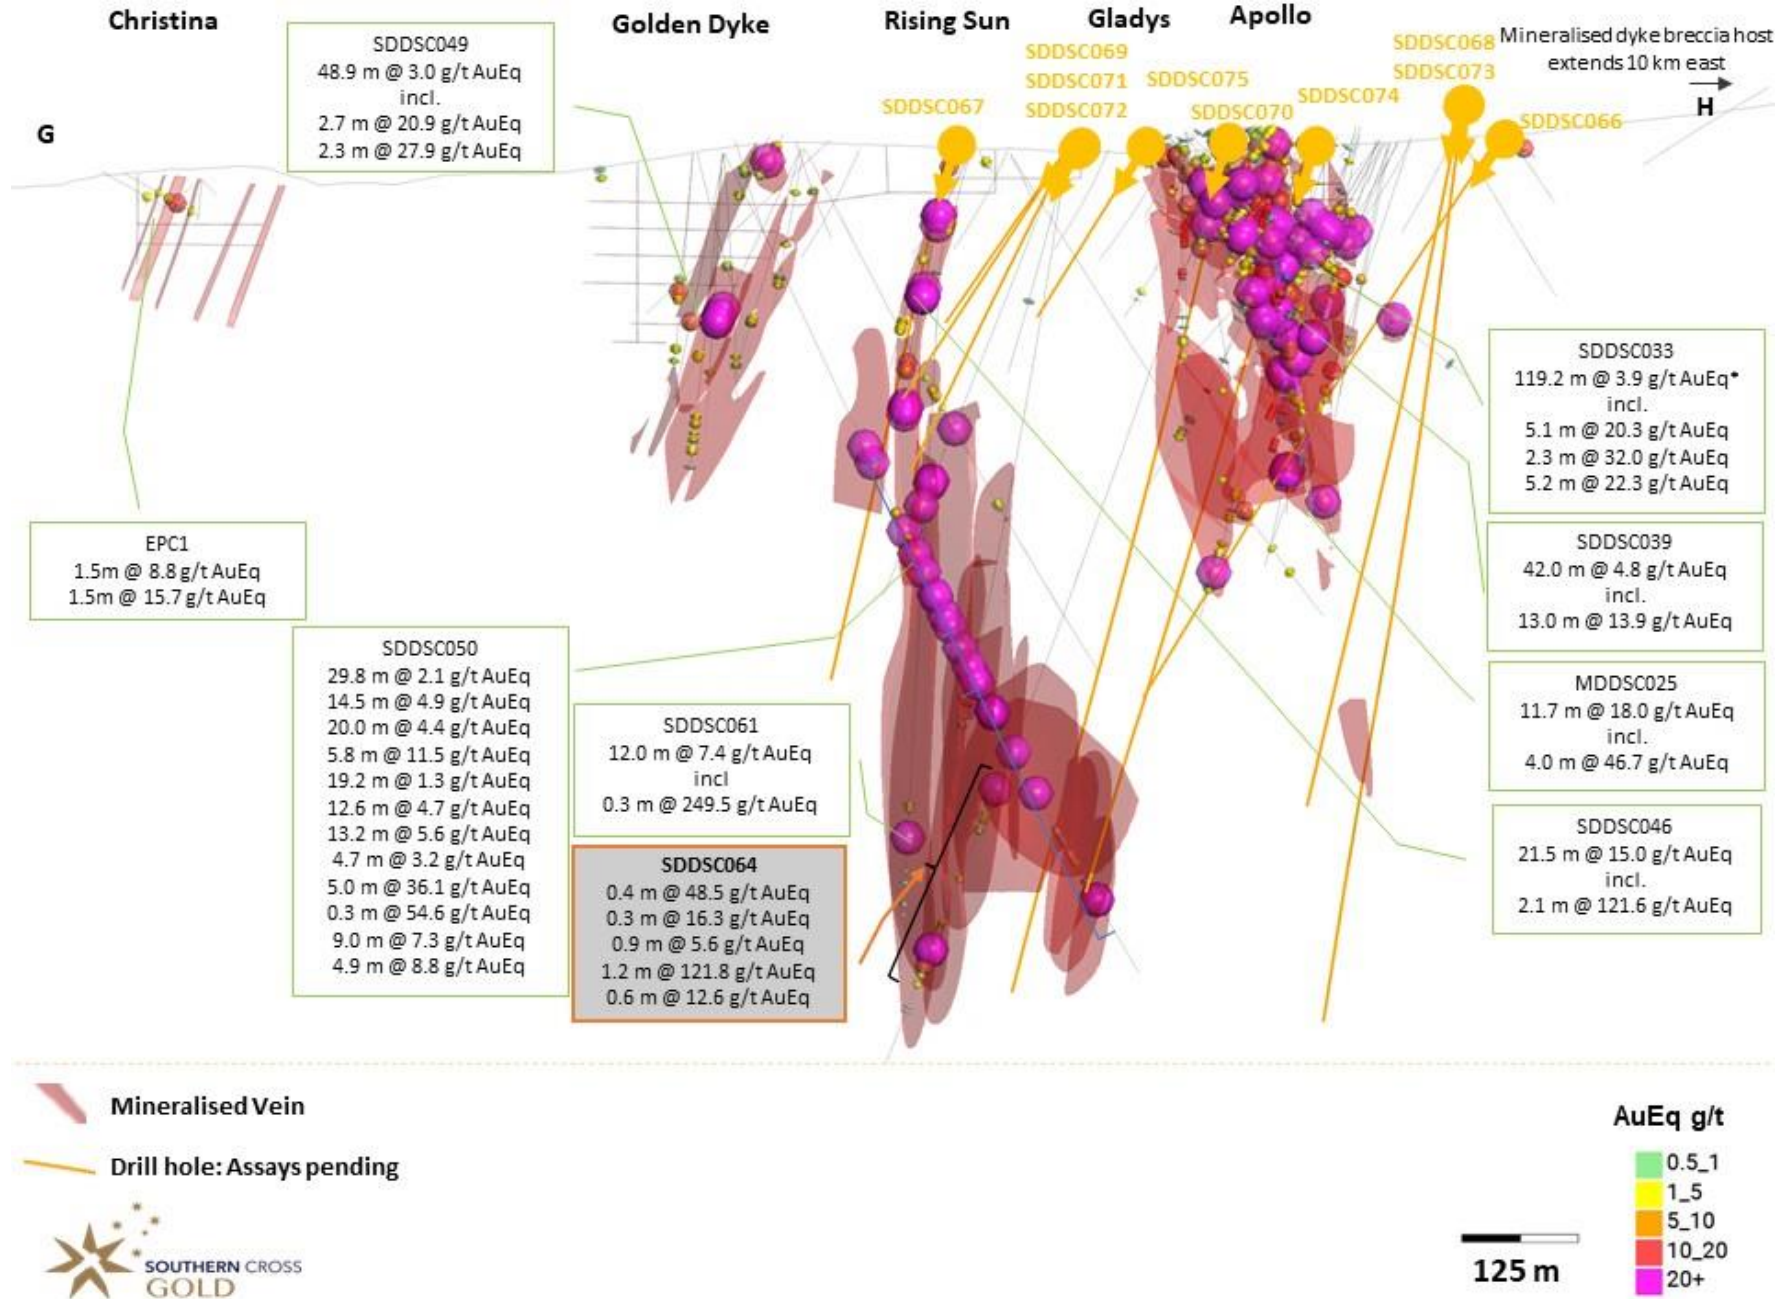 Christina
Golden Dyke
Rising Sun
Gladys
Apollo
Mineralised dyke breccia host
extends 10 km east
G
H
SDDSC067
SDDSC069
SDDSC071
SDDSC072
SDDSC075
SDDSC070
SDDSC074
SDDSC068
SDDSC073
SDDSC066
SDDSC049
48.9 m @ 3.0 g/t AuEq
incl.
2.7 m @ 20.9 g/t AuEq
2.3 m @ 27.9 g/t AuEq
EPC1
1.5m @ 8.8 g/t AuEq
1.5m @ 15.7 g/t AuEq
SDDSC050
29.8 m @ 2.1 g/t AuEq
14.5 m @ 4.9 g/t AuEq
20.0 m @ 4.4 g/t AuEq
5.8 m @ 11.5 g/t AuEq
19.2 m @ 1.3 g/t AuEq
12.6 m @ 4.7 g/t AuEq
13.2 m @ 5.6 g/t AuEq
4.7 m @ 3.2 g/t AuEq
5.0 m @ 36.1 g/t AuEq
0.3 m @ 54.6 g/t AuEq
9.0 m @ 7.3 g/t AuEq
4.9 m @ 8.8 g/t AuEq
SDDSC061
12.0 m @ 7.4 g/t AuEq
incl
0.3 m @ 249.5 g/t AuEq
SDDSC064
0.4 m @ 48.5 g/t AuEq
0.3 m @ 16.3 g/t AuEq
0.9 m @ 5.6 g/t AuEq
1.2 m @ 121.8 g/t AuEq
0.6 m @ 12.6 g/t AuEq
SDDSC033
119.2 m @ 3.9 g/t AuEq*
incl.
5.1 m @ 20.3 g/t AuEq
2.3 m @ 32.0 g/t AuEq
5.2 m @ 22.3 g/t AuEq
SDDSC039
42.0 m @ 4.8 g/t AuEq
incl.
13.0 m @ 13.9 g/t AuEq
MDDSC025
11.7 m @ 18.0 g/t AuEq
incl.
4.0 m @ 46.7 g/t AuEq
SDDSC046
21.5 m @ 15.0 g/t AuEq
incl.
2.1 m @ 121.6 g/t AuEq
Mineralised Vein
Drill hole: Assays pending
SOUTHERN CROSS
GOLD
125 m
AuEq g/t
0.5_1
1_5
5_10
10_20
20+